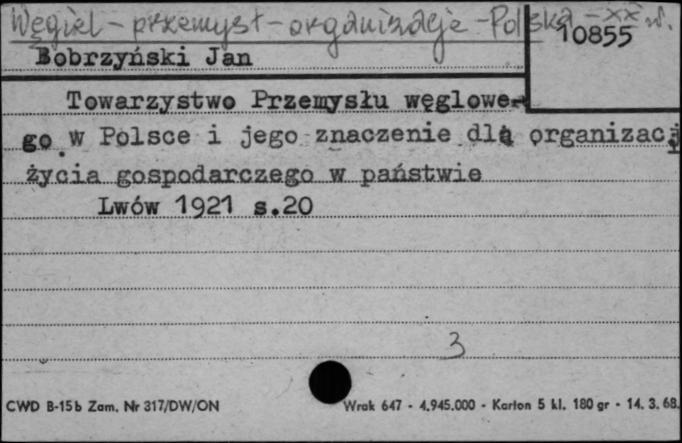 Węgiel - przemysł - organizacje - Polska - XX w.
10855
Bobrzyński Jan
Towarzystwo Przemysłu węglowe-
go w Polsce i jego znaczenie dla organizacji
życia gospodarczego w państwie
Lwów 1921 s.20
3
CWD B-15b Zam. Nr 317/DW/ON Wrak 647 - 4.945.000 - Karton 5 kl. 180 gr - 14. 3. 68.